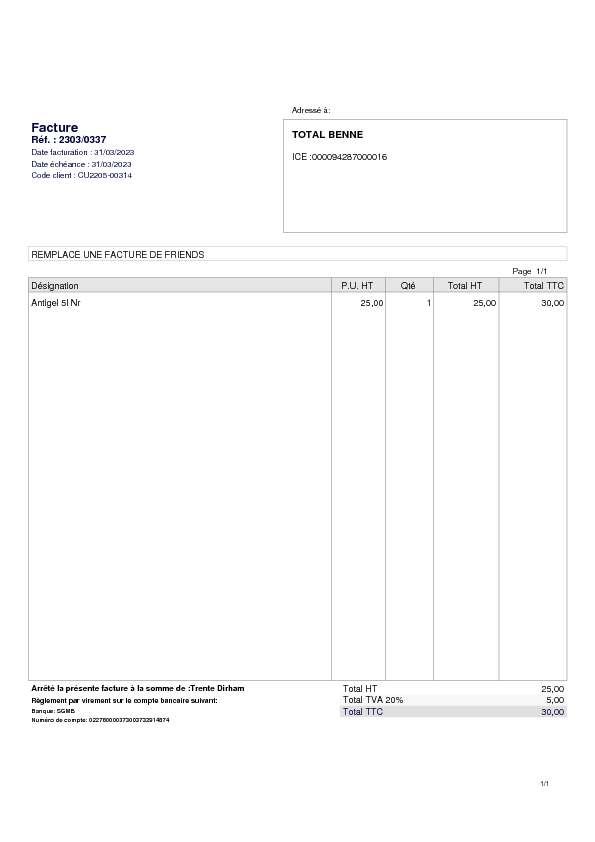 Adressé à:
Facture
Réf. : 2303/0337
Date facturation : 31/03/2023
Date échéance : 31/03/2023
Code client : CU2205-00314
TOTAL BENNE
ICE :000094287000016
REMPLACE UNE FACTURE DE FRIENDS
Page 1/1
Désignation P.U. HT Qté Total HT Total TTC
Antigel 5l Nr 25,00 1 25,00 30,00
Arrêté la présente facture à la somme de :Trente Dirham
Règlement par virement sur le compte bancaire suivant:
Banque: SGMB
Numéro de compte:
Total HT 25,00
Total TVA 20% 5,00
Total TTC 30,00
1/1